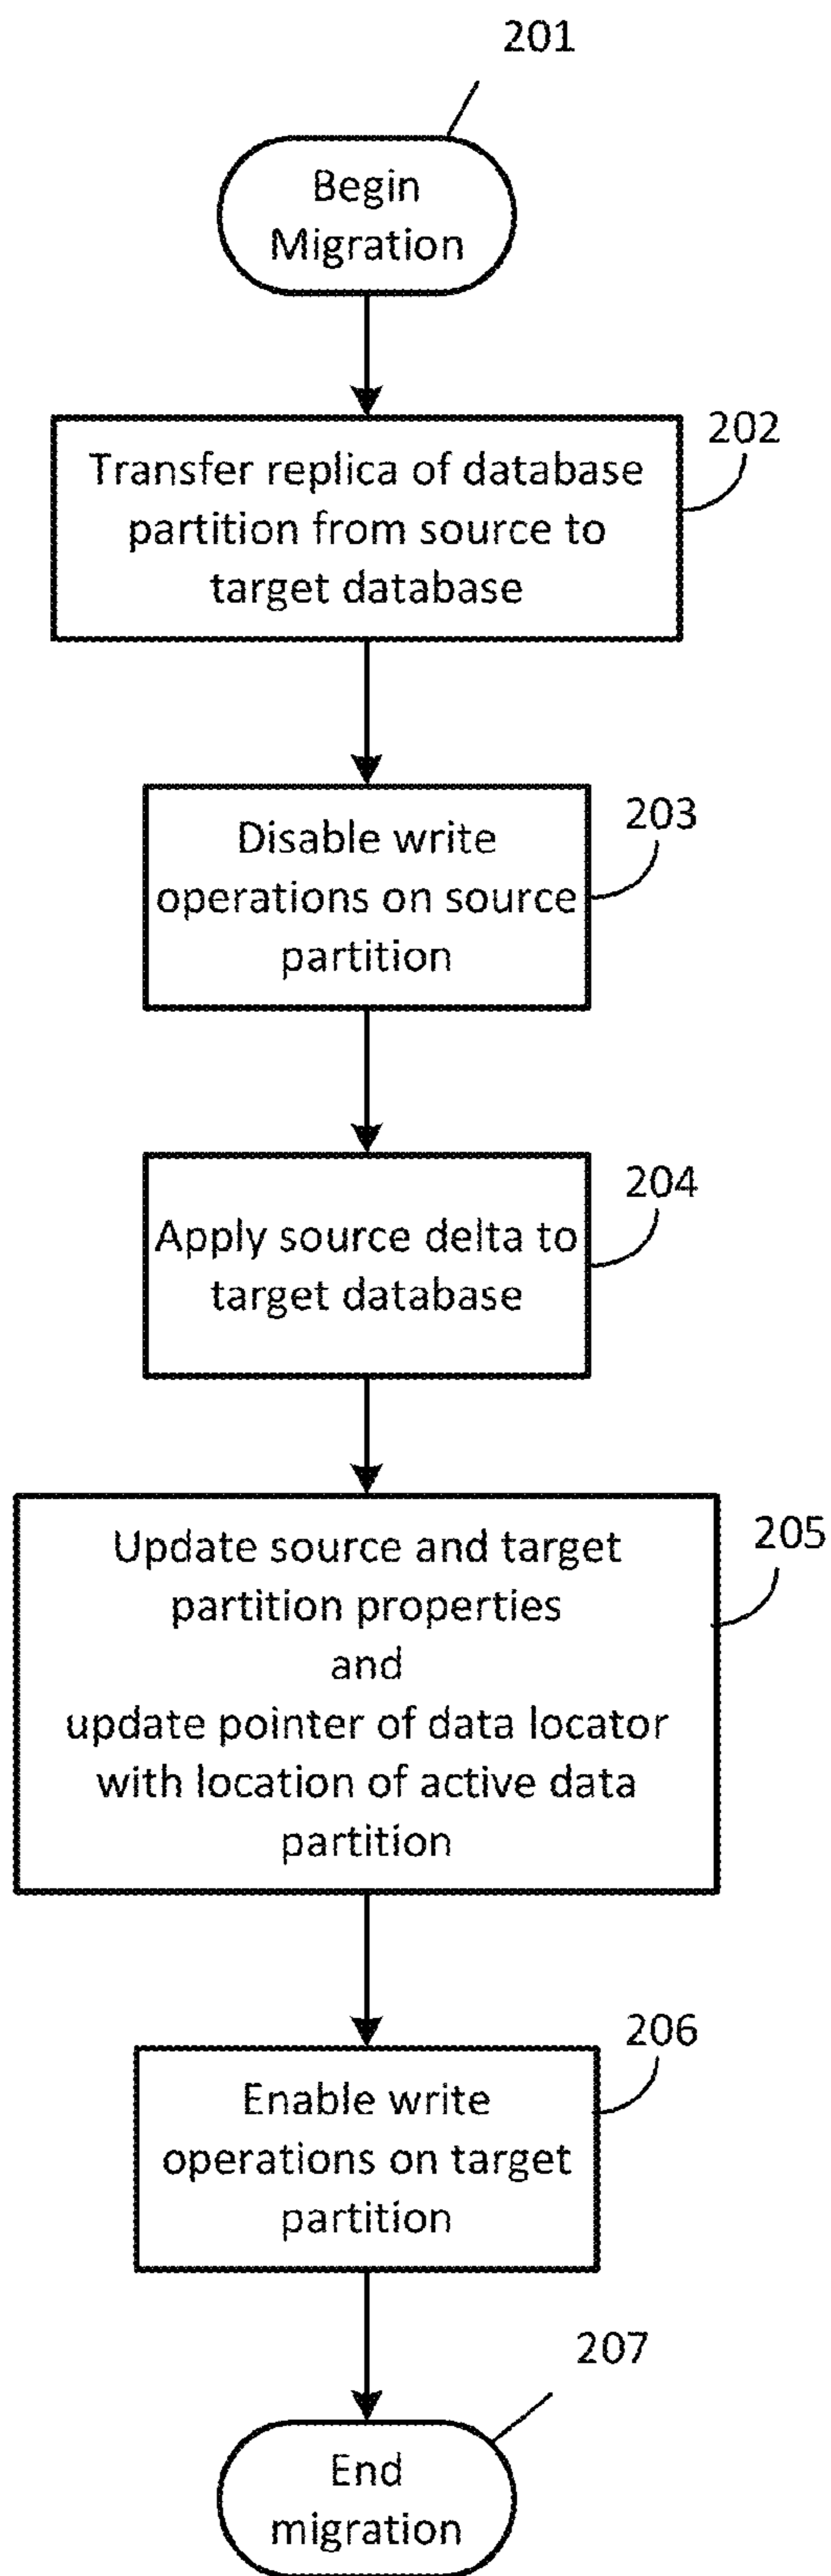 201
Begin
Migration
202
Transfer replica of database
partition from source to
target database
203
Disable write
operations on source
partition
204
Apply source delta to
target database
205
Update source and target
partition properties
and
update pointer of data locator
with location of active data
partition
206
Enable write
operations on target
partition
207
End
migration